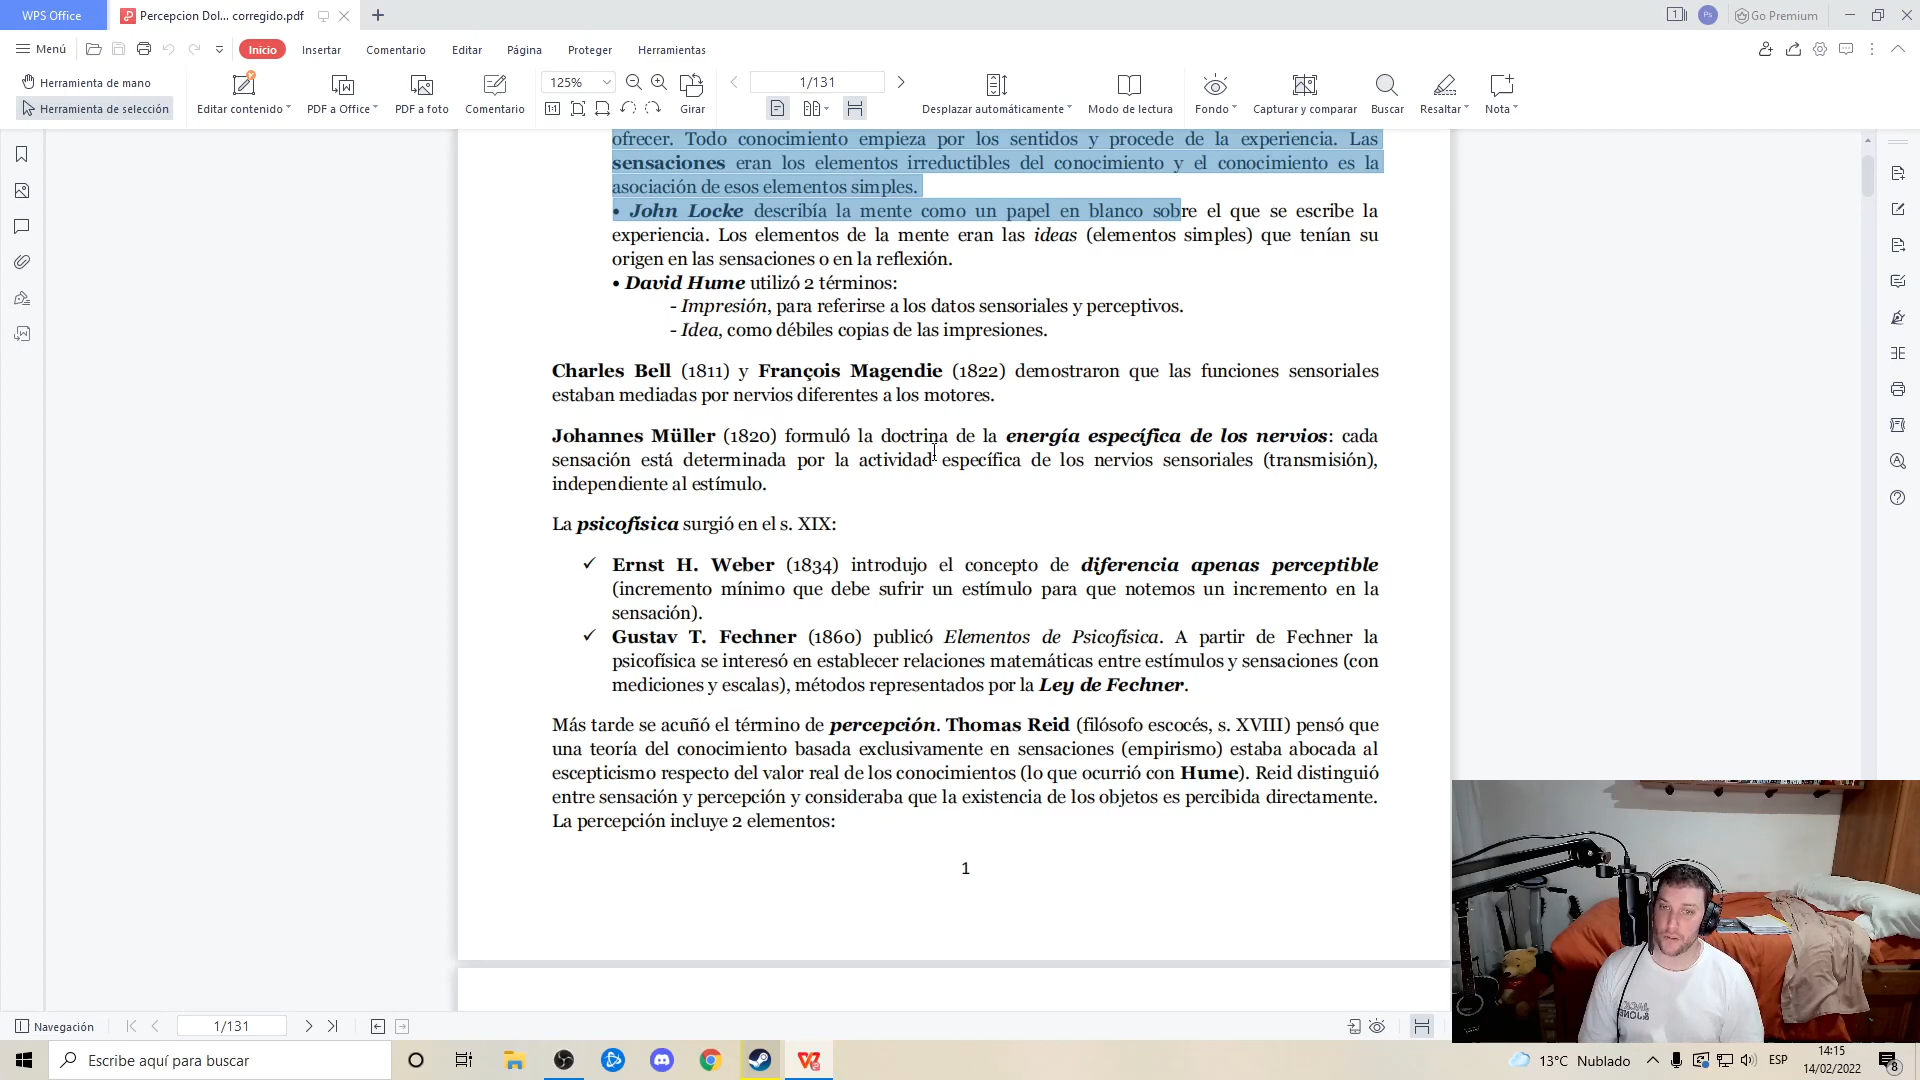 WPS Office
Percepcion Dol... corregido.pdf
1
Ps
Go Premium
Menú
Inicio
Insertar
Comentario
Editar
Página
Proteger
Herramientas
Herramienta de mano
Herramienta de selección
Editar contenido
PDF a Office
PDF a foto
Comentario
125%
Girar
1/131
Desplazar automáticamente
Modo de lectura
Fondo
Capturar y comparar
Buscar
Resaltar
Nota
ofrecer. Todo conocimiento empieza por los sentidos y procede de la experiencia. Las
sensaciones eran los elementos irreductibles del conocimiento y el conocimiento es la
asociación de esos elementos simples.
• John Locke describía la mente como un papel en blanco sobre el que se escribe la
experiencia. Los elementos de la mente eran las ideas (elementos simples) que tenían su
origen en las sensaciones o en la reflexión.
• David Hume utilizó 2 términos:
- Impresión, para referirse a los datos sensoriales y perceptivos.
- Idea, como débiles copias de las impresiones.
Charles Bell (1811) y François Magendie (1822) demostraron que las funciones sensoriales
estaban mediadas por nervios diferentes a los motores.
Johannes Müller (1820) formuló la doctrina de la energía específica de los nervios: cada
sensación está determinada por la actividad específica de los nervios sensoriales (transmisión),
independiente al estímulo.
La psicofísica surgió en el s. XIX:
✓ Ernst H. Weber (1834) introdujo el concepto de diferencia apenas perceptible
(incremento mínimo que debe sufrir un estímulo para que notemos un incremento en la
sensación).
✓ Gustav T. Fechner (1860) publicó Elementos de Psicofísica. A partir de Fechner la
psicofísica se interesó en establecer relaciones matemáticas entre estímulos y sensaciones (con
mediciones y escalas), métodos representados por la Ley de Fechner.
Más tarde se acuñó el término de percepción. Thomas Reid (filósofo escocés, s. XVIII) pensó que
una teoría del conocimiento basada exclusivamente en sensaciones (empirismo) estaba abocada al
escepticismo respecto del valor real de los conocimientos (lo que ocurrió con Hume). Reid distinguió
entre sensación y percepción y consideraba que la existencia de los objetos es percibida directamente.
La percepción incluye 2 elementos:
1
JACK
&JONES
Navegación
1/131
Escribe aquí para buscar
13°C Nublado
ESP
14:15
14/02/2022
8